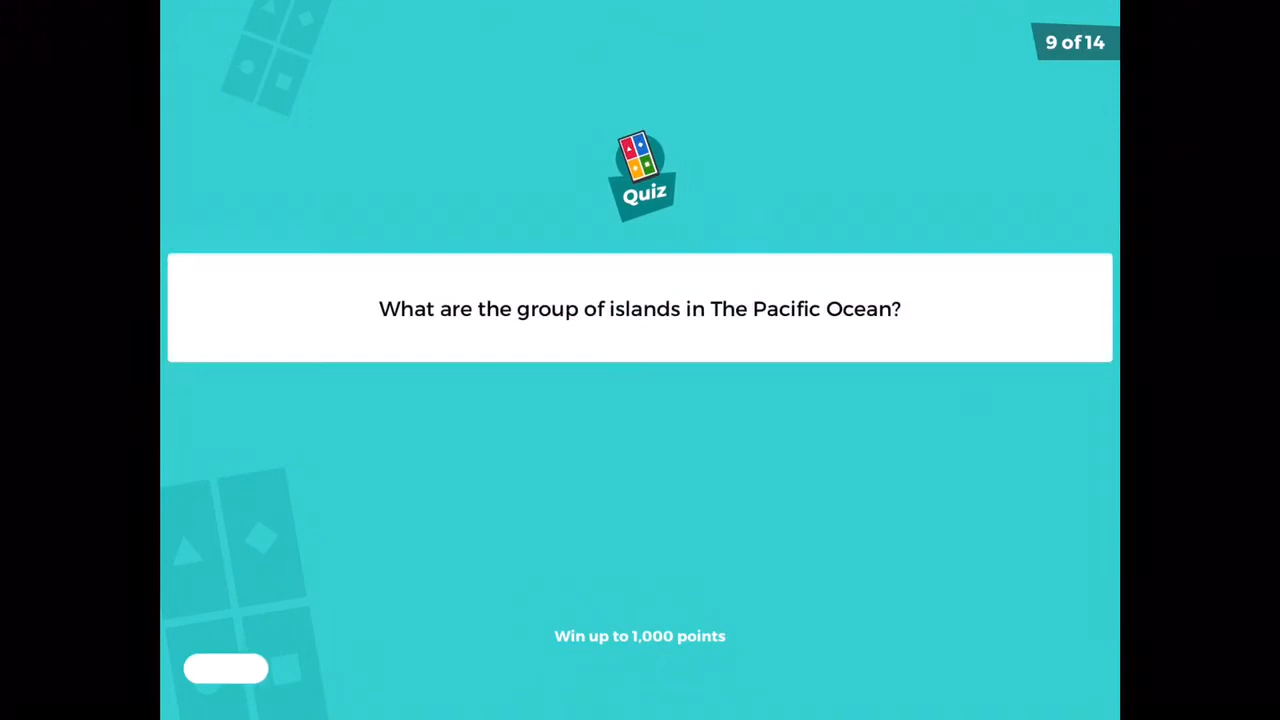 9 of 14
Quiz
What are the group of islands in The Pacific Ocean?
Win up to 1,000 points